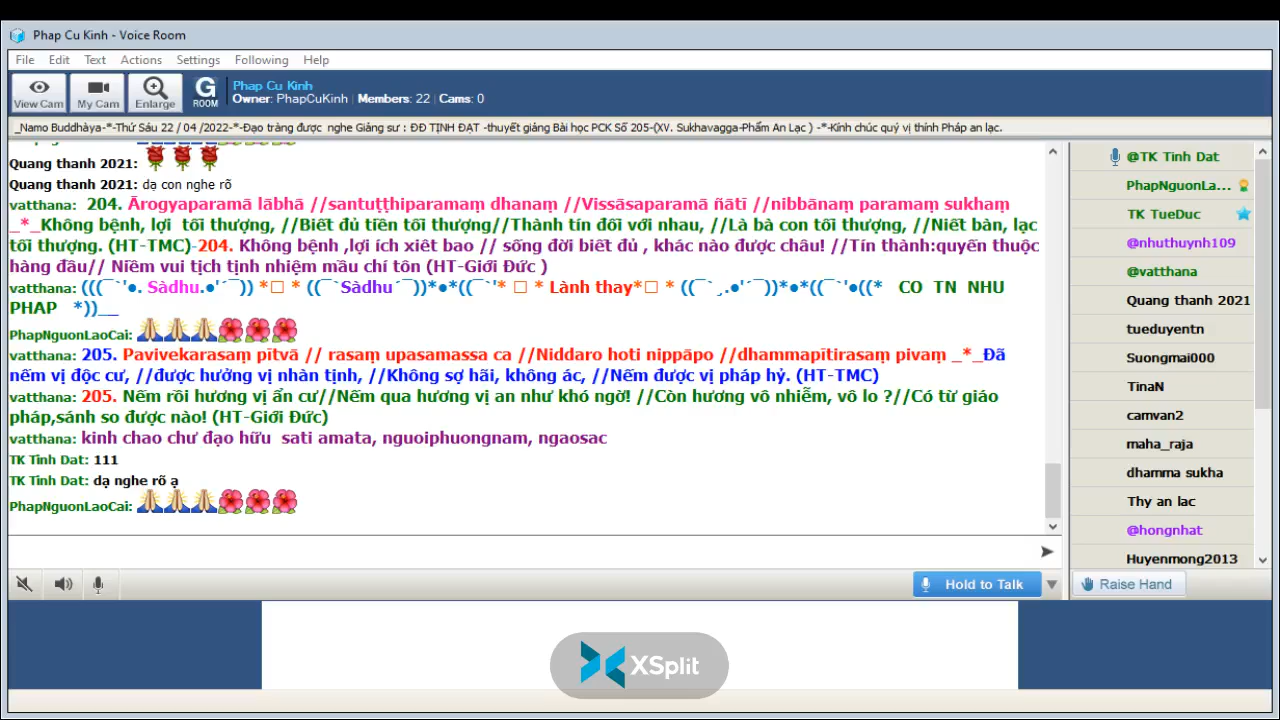 Phap Cu Kinh - Voice Room
File Edit Text Actions Settings Following Help
View Cam My Cam Enlarge G ROOM
Phap Cu Kinh
Owner: PhapCuKinh Members: 22 Cams: 0
_Namo Buddhàya-*-Thứ Sáu 22 / 04 /2022-*-Đạo tràng được nghe Giảng sư : ĐĐ TỊNH ĐẠT -thuyết giảng Bài học PCK Số 205-(XV. Sukhavagga-Phẩm An Lạc ) -*-Kính chúc quý vị thính Pháp an lạc.
Quang thanh 2021:
Quang thanh 2021: dạ con nghe rõ
vatthana: 204. Ārogyaparamā lābhā //santuṭṭhiparamaṃ dhanaṃ //Vissāsaparamā ñātī //nibbānaṃ paramaṃ sukhaṃ
_*_Không bệnh, lợi tối thượng, //Biết đủ tiền tối thượng//Thành tín đối với nhau, //Là bà con tối thượng, //Niết bàn, lạc
tối thượng. (HT-TMC)-204. Không bệnh ,lợi ích xiêt bao // sống đời biết đủ , khác nào được châu! //Tín thành:quyến thuộc
hàng đầu// Niềm vui tịch tịnh nhiệm mầu chí tôn (HT-Giới Đức )
vatthana: (((¯`'●. Sàdhu.●'´¯)) *□ * ((¯`Sàdhu´¯))*●*((¯`'* □ * Lành thay*□ * ((¯`¸.●'´¯))*●*((¯`'●((* CO TN NHU
PHAP *))__
PhapNguonLaoCai:
vatthana: 205. Pavivekarasaṃ pītvā // rasaṃ upasamassa ca //Niddaro hoti nippāpo //dhammapītirasaṃ pivaṃ _*_Đã
nếm vị độc cư, //được hưởng vị nhàn tịnh, //Không sợ hãi, không ác, //Nếm được vị pháp hỷ. (HT-TMC)
vatthana: 205. Nếm rồi hương vị ẩn cư//Nếm qua hương vị an như khó ngờ! //Còn hương vô nhiễm, vô lo ?//Có từ giáo
pháp,sánh so được nào! (HT-Giới Đức)
vatthana: kinh chao chư đạo hữu sati amata, nguoiphuongnam, ngaosac
TK Tinh Dat: 111
TK Tinh Dat: dạ nghe rõ ạ
PhapNguonLaoCai:
Hold to Talk
@TK Tinh Dat
PhapNguonLa...
TK TueDuc
@nhuthuynh109
@vatthana
Quang thanh 2021
tueduyentn
Suongmai000
TinaN
camvan2
maha_raja
dhamma sukha
Thy an lac
@hongnhat
Huyenmong2013
Raise Hand
XSplit